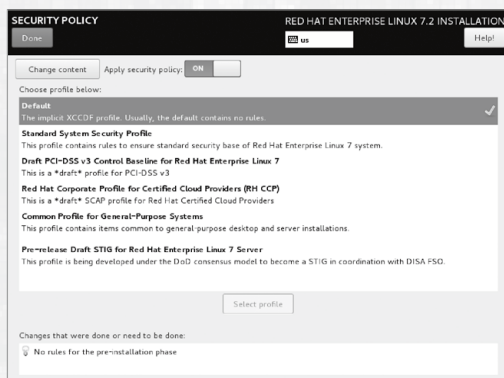 SECURITY POLICY
RED HAT ENTERPRISE LINUX 7.2 INSTALLATION
Done
us
Help!
Change content
Apply security policy:
ON
Choose profile below:
Default
The implicit XCCDF profile. Usually, the default contains no rules.
Standard System Security Profile
This profile contains rules to ensure standard security base of Red Hat Enterprise Linux 7 system.
Draft PCI-DSS v3 Control Baseline for Red Hat Enterprise Linux 7
This is a *draft* profile for PCI-DSS v3
Red Hat Corporate Profile for Certified Cloud Providers (RH CCP)
This is a *draft* SCAP profile for Red Hat Certified Cloud Providers
Common Profile for General-Purpose Systems
This profile contains items common to general-purpose desktop and server installations.
Pre-release Draft STIG for Red Hat Enterprise Linux 7 Server
This profile is being developed under the DoD consensus model to become a STIG in coordination with DISA FSO.
Select profile
Changes that were done or need to be done:
No rules for the pre-installation phase